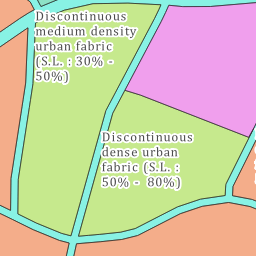 Discontinuous
medium density
urban fabric
(S.L. : 30% -
50%)
Discontinuous
dense urban
fabric (S.L. :
50% -  80%)